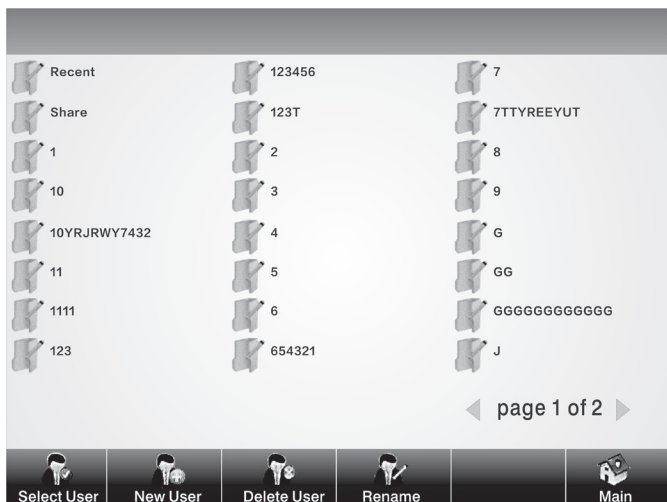 Recent
Share
1
10
10YRJRWY7432
11
1111
123
123456
123T
2
3
4
5
6
654321
7
7TTYREEYUT
8
9
G
GG
GGGGGGGGGGGG
J
page 1 of 2
Select User
New User
Delete User
Rename
Main